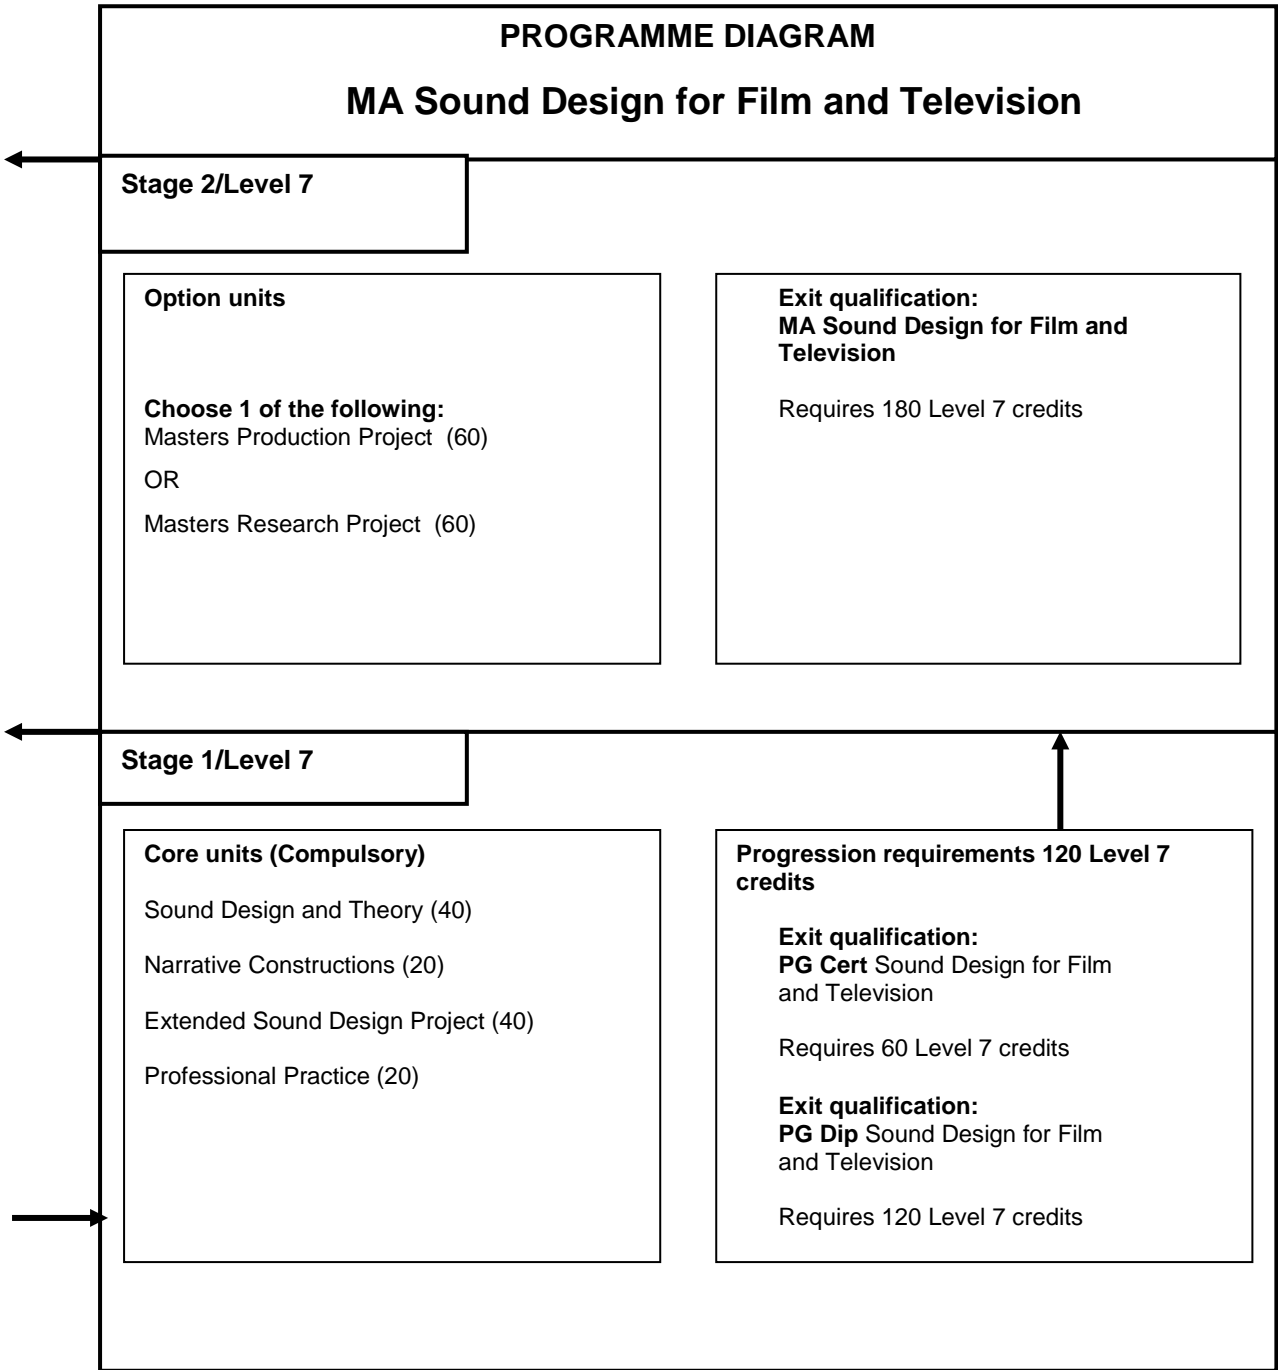 PROGRAMME DIAGRAM
MA Sound Design for Film and Television
Stage 2/Level 7
Option units
Choose 1 of the following:
Masters Production Project  (60)
OR
Masters Research Project  (60)
Exit qualification:
MA Sound Design for Film and
Television
Requires 180 Level 7 credits
Stage 1/Level 7
Core units (Compulsory)
Sound Design and Theory (40)
Narrative Constructions (20)
Extended Sound Design Project (40)
Professional Practice (20)
Progression requirements 120 Level 7
credits
Exit qualification:
PG Cert Sound Design for Film
and Television
Requires 60 Level 7 credits
Exit qualification:
PG Dip Sound Design for Film
and Television
Requires 120 Level 7 credits